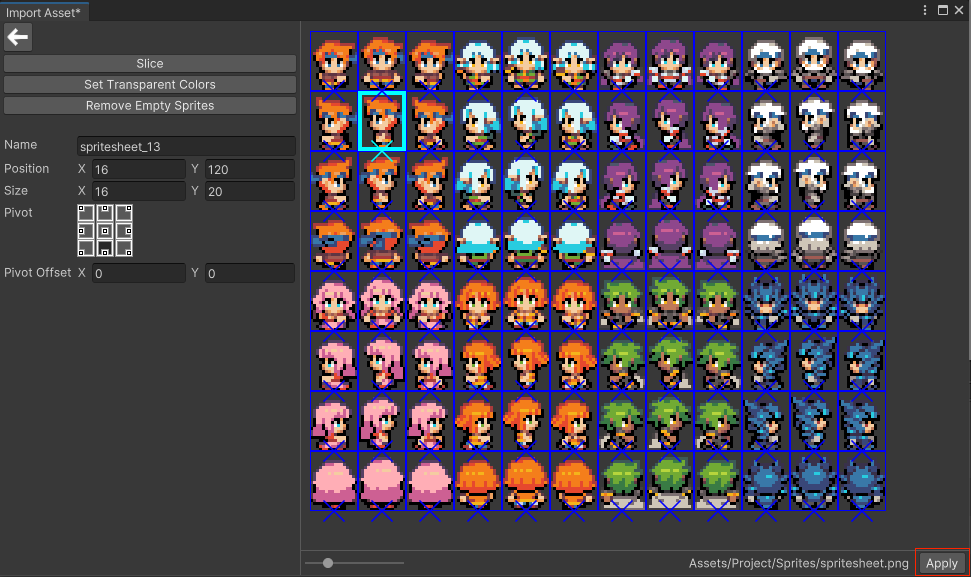 Import Asset*
Slice
Set Transparent Colors
Remove Empty Sprites
Name spritesheet_13
Position X 16 Y 120
Size X 16 Y 20
Pivot
Pivot Offset X 0 Y 0
Assets/Project/Sprites/spritesheet.png Apply